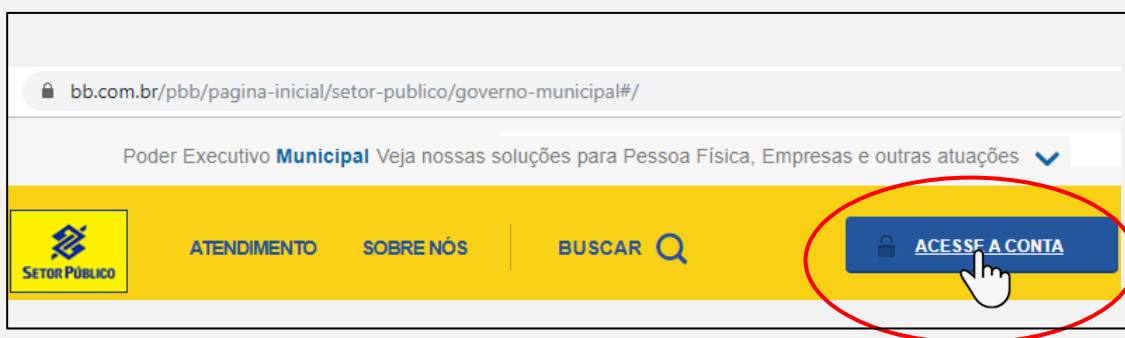 bb.com.br/pbb/pagina-inicial/setor-publico/governo-municipal#/
Poder Executivo Municipal Veja nossas soluções para Pessoa Física, Empresas e outras atuações
SETOR PÚBLICO
ATENDIMENTO
SOBRE NÓS
BUSCAR
ACESSE A CONTA